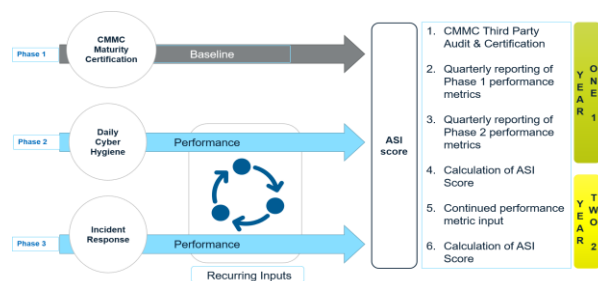 Phase 1
CMMC
Maturity
Certification
Baseline
Phase 2
Daily
Cyber
Hygiene
Performance
Phase 3
Incident
Response
Performance
Recurring Inputs
ASI
score
1. CMMC Third Party
Audit & Certification
2. Quarterly reporting of
Phase 1 performance
metrics
3. Quarterly reporting of
Phase 2 performance
metrics
4. Calculation of ASI
Score
5. Continued performance
metric input
6. Calculation of ASI
Score
YEAR
ONE 1
YEAR
TWO 2